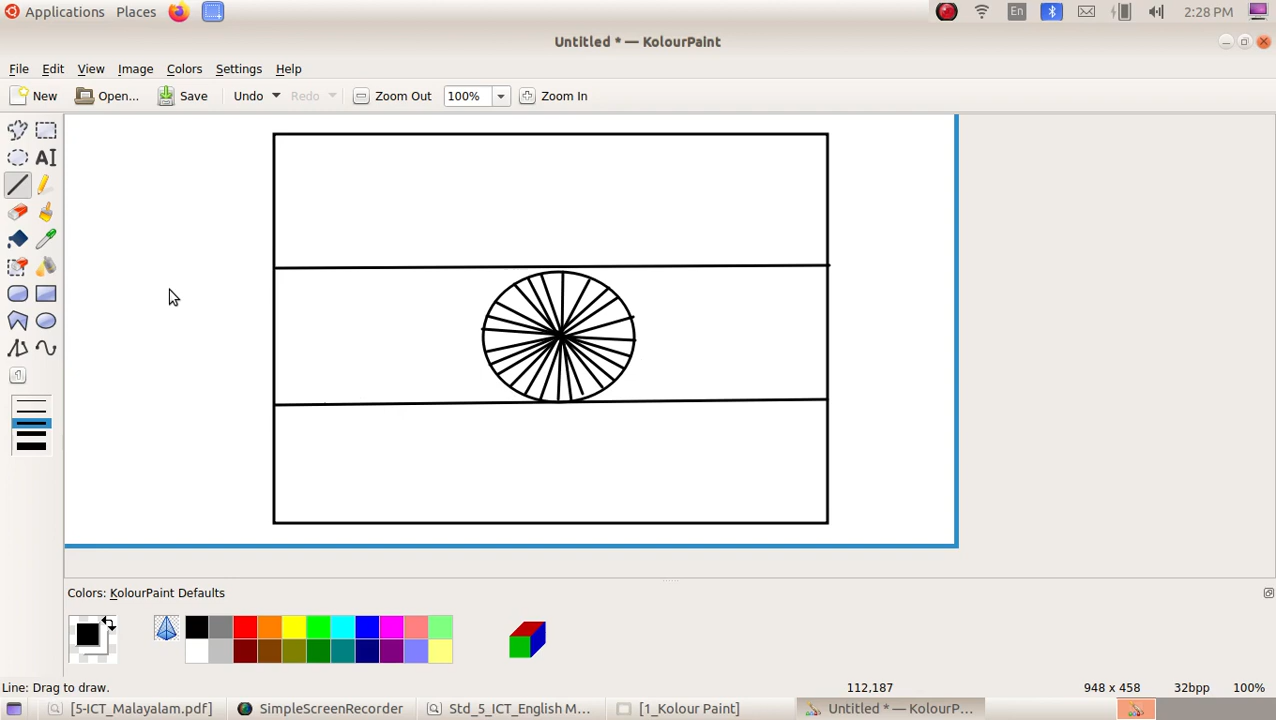 Applications Places En 2:28 PM
Untitled * — KolourPaint
File Edit View Image Colors Settings Help
New Open... Save Undo Redo Zoom Out 100% Zoom In
Colors: KolourPaint Defaults
Line: Drag to draw. 112,187 948 x 458 32bpp 100%
[5-ICT_Malayalam.pdf] SimpleScreenRecorder Std_5_ICT_English M... [1_Kolour Paint] Untitled * — KolourP...